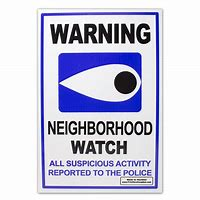 WARNING
NEIGHBORHOOD
WATCH
ALL SUSPICIOUS ACTIVITY
REPORTED TO THE POLICE